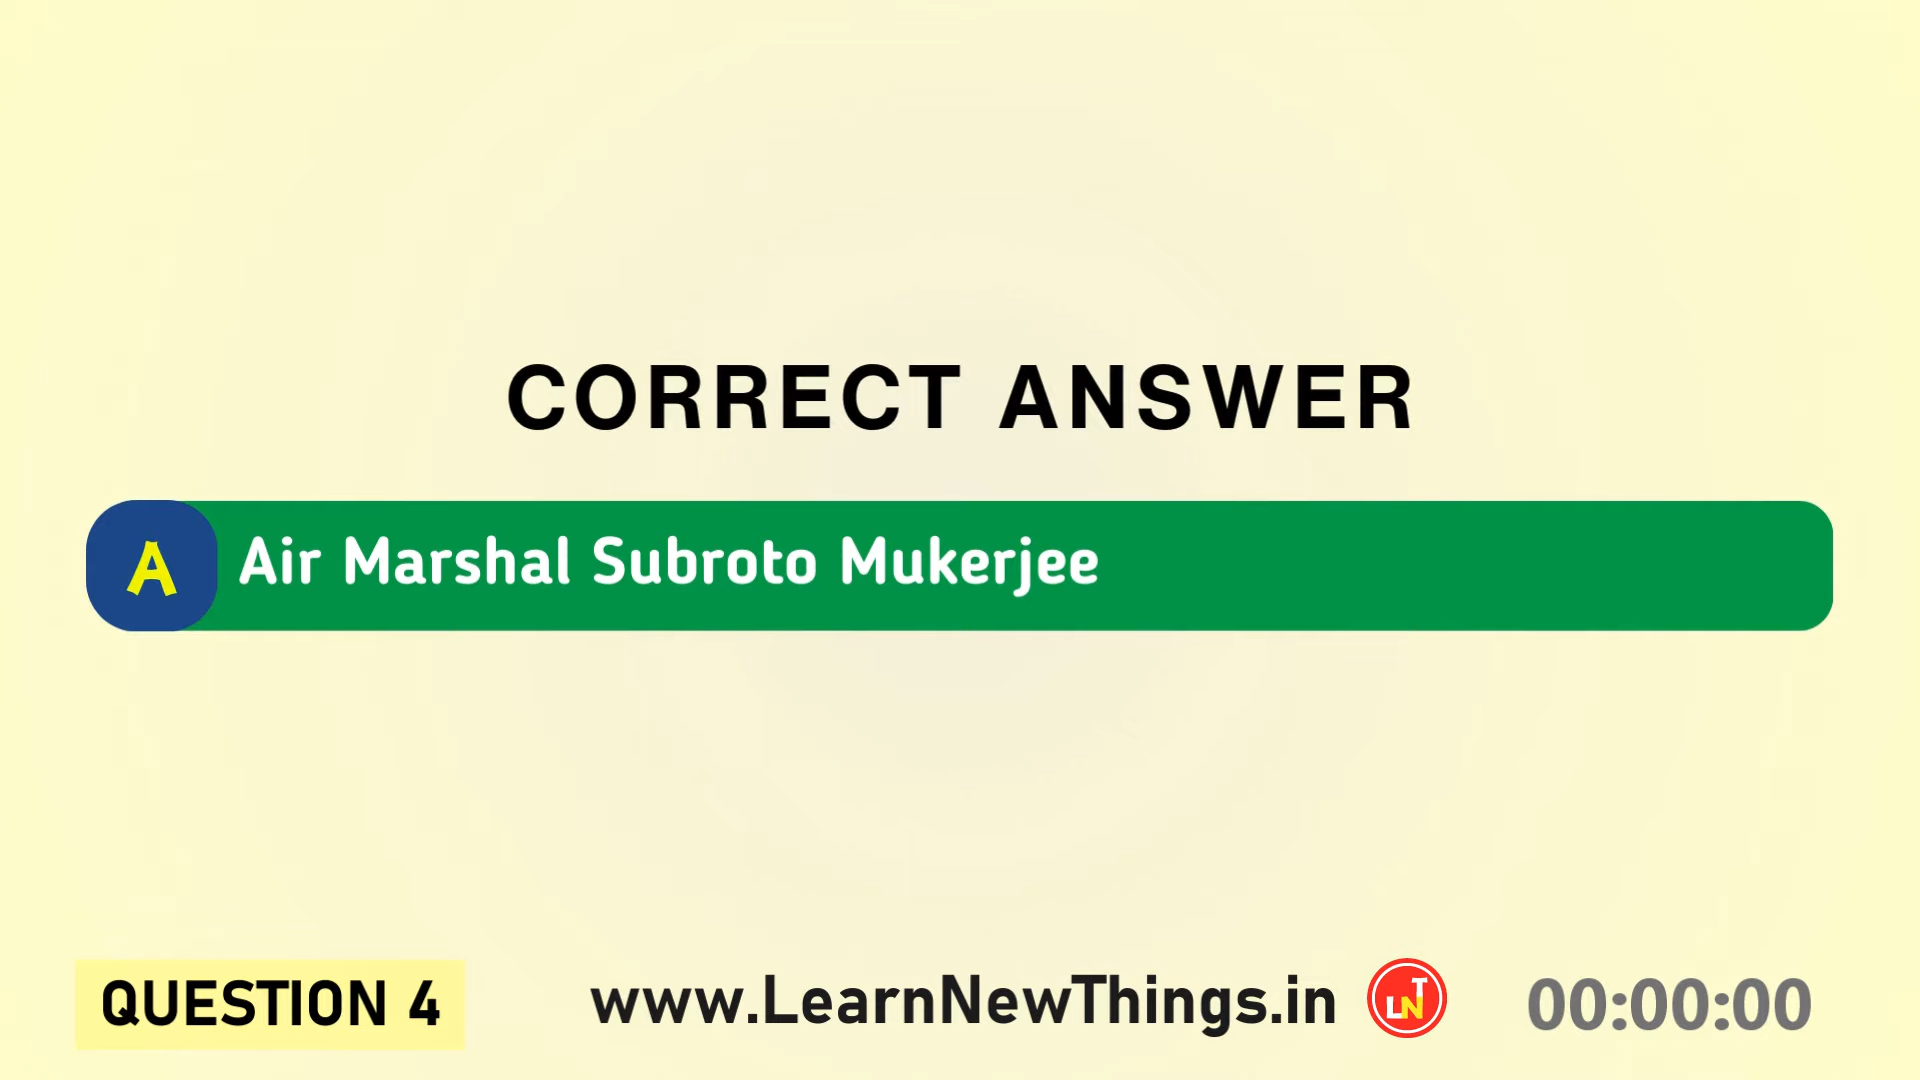 CORRECT ANSWER
A Air Marshal Subroto Mukerjee
QUESTION 4 www.LearnNewThings.in LNT 00:00:00